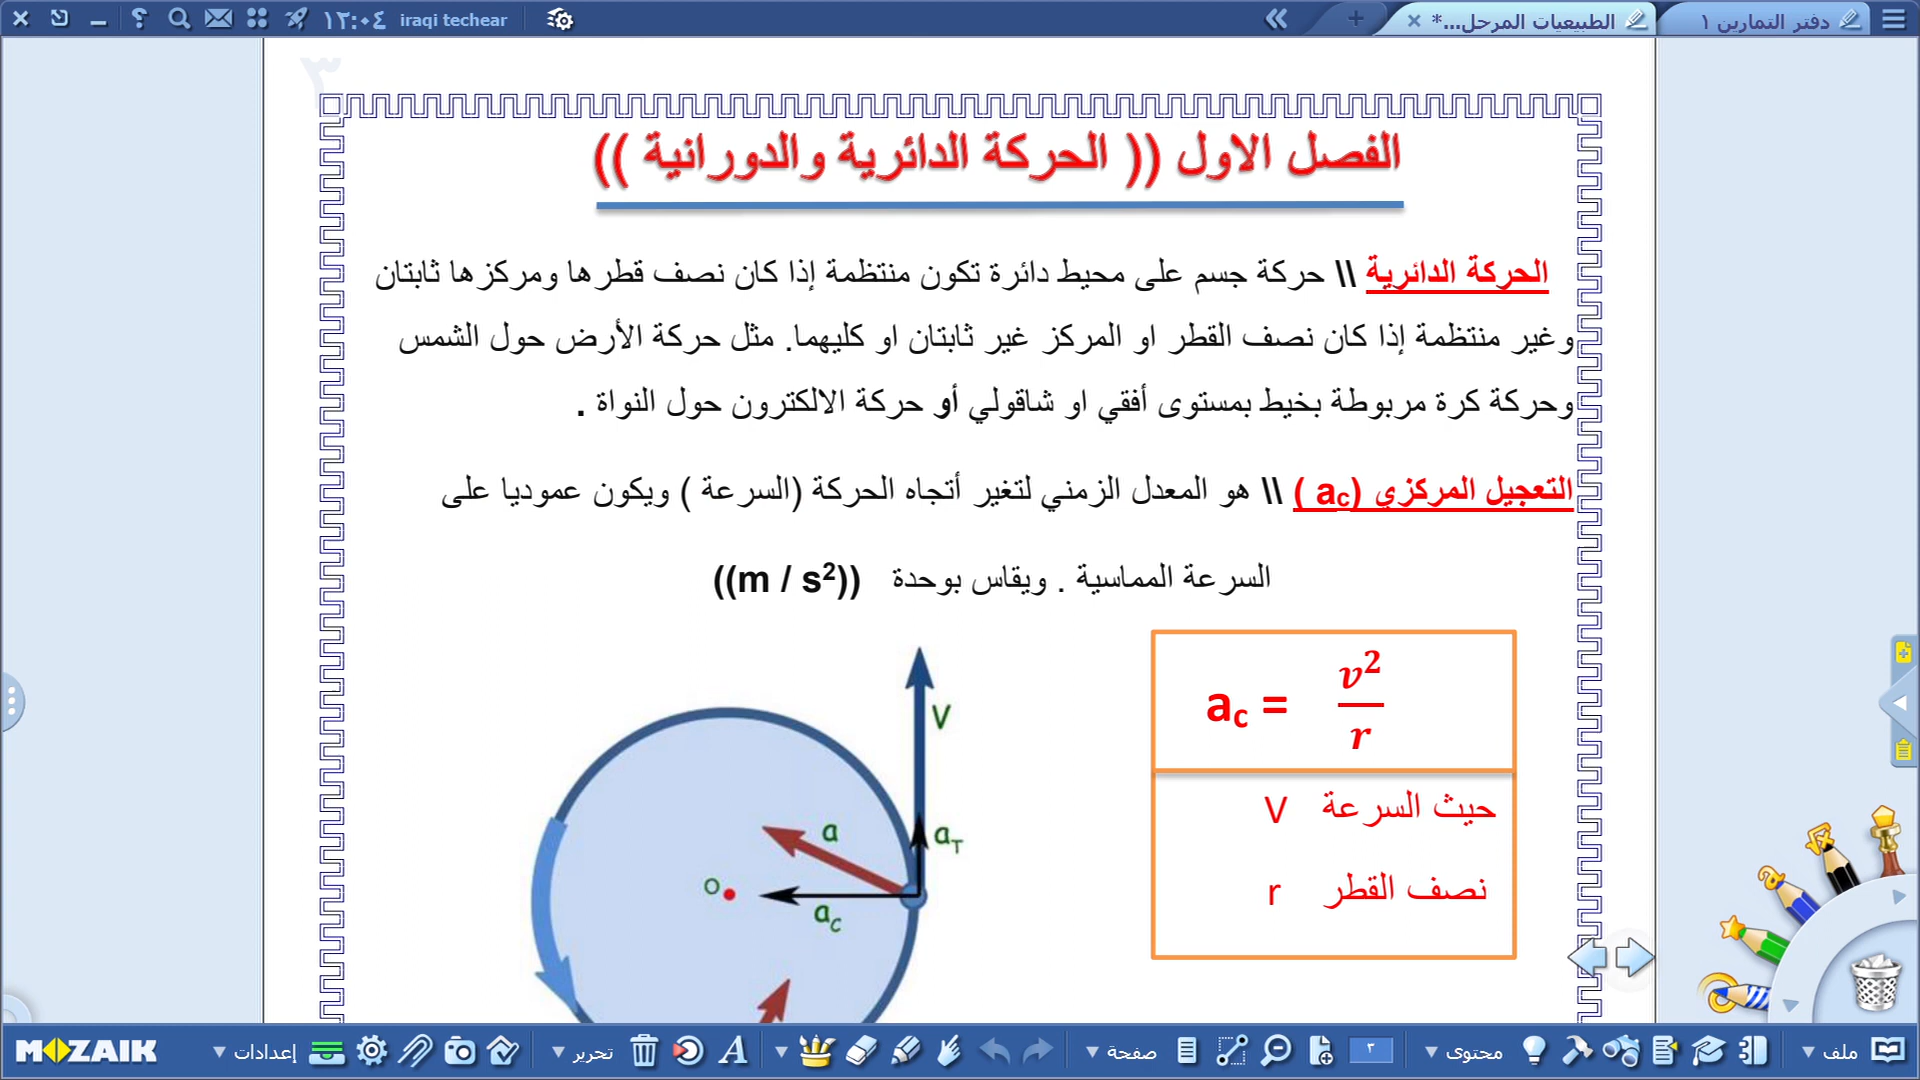 iraqi techear ١٢:٠٤
دفتر التمارين ١
الطبيعيات المرحل...*
٣
الفصل الاول (( الحركة الدائرية والدورانية ))
الحركة الدائرية \\ حركة جسم على محيط دائرة تكون منتظمة إذا كان نصف قطرها ومركزها ثابتان
وغير منتظمة إذا كان نصف القطر او المركز غير ثابتان او كليهما. مثل حركة الأرض حول الشمس
وحركة كرة مربوطة بخيط بمستوى أفقي او شاقولي أو حركة الالكترون حول النواة .
التعجيل المركزي (ac ) \\ هو المعدل الزمني لتغير أتجاه الحركة (السرعة ) ويكون عموديا على
السرعة المماسية . ويقاس بوحدة ((m / s²))
ac = v²/r
حيث السرعة V
نصف القطر r
V
a
aT
O
ac
ملف
محتوى
٣
صفحة
تحرير
إعدادات
MOZAIK